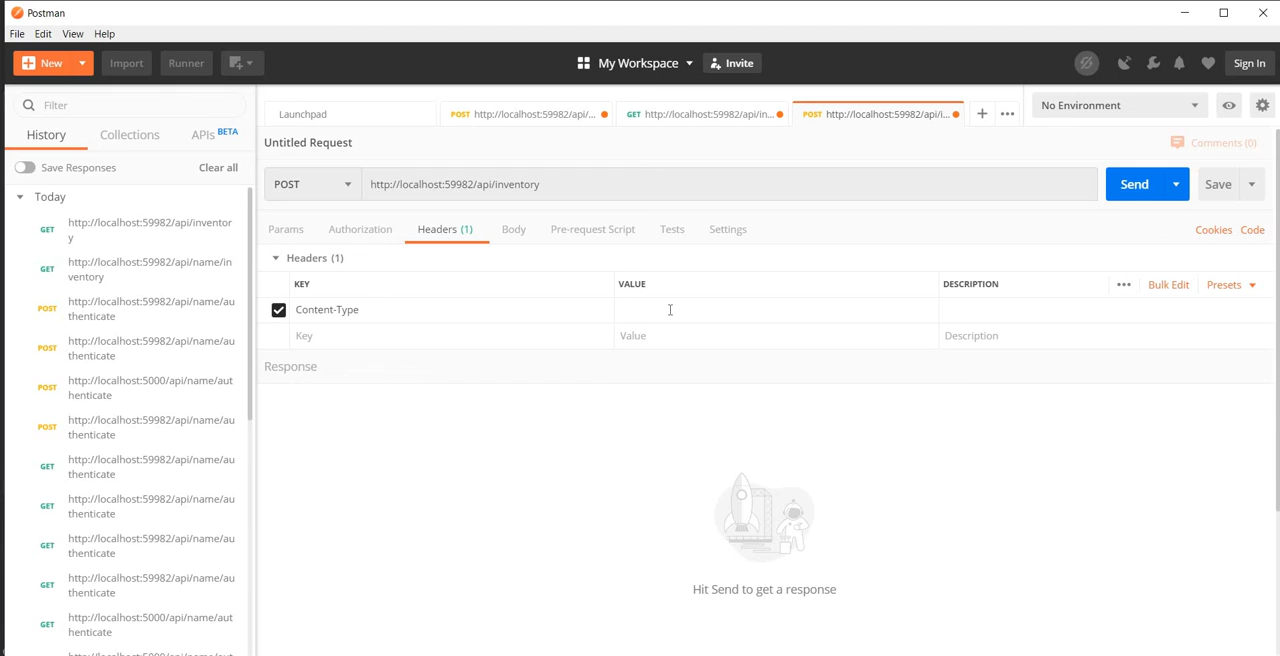 Postman
File Edit View Help
New Import Runner My Workspace Invite Sign In
Filter
History Collections APIs BETA
Save Responses Clear all
Today
GET http://localhost:59982/api/inventor
y
GET http://localhost:59982/api/name/in
ventory
POST http://localhost:59982/api/name/au
thenticate
POST http://localhost:59982/api/name/au
thenticate
POST http://localhost:5000/api/name/aut
henticate
POST http://localhost:59982/api/name/au
thenticate
GET http://localhost:59982/api/name/au
thenticate
GET http://localhost:59982/api/name/au
thenticate
GET http://localhost:59982/api/name/au
thenticate
GET http://localhost:59982/api/name/au
thenticate
GET http://localhost:5000/api/name/aut
henticate
Launchpad POST http://localhost:59982/api/... GET http://localhost:59982/api/in... POST http://localhost:59982/api/i... No Environment
Untitled Request Comments (0)
POST http://localhost:59982/api/inventory Send Save
Params Authorization Headers (1) Body Pre-request Script Tests Settings Cookies Code
Headers (1)
KEY VALUE DESCRIPTION Bulk Edit Presets
Content-Type
Key Value Description
Response
Hit Send to get a response